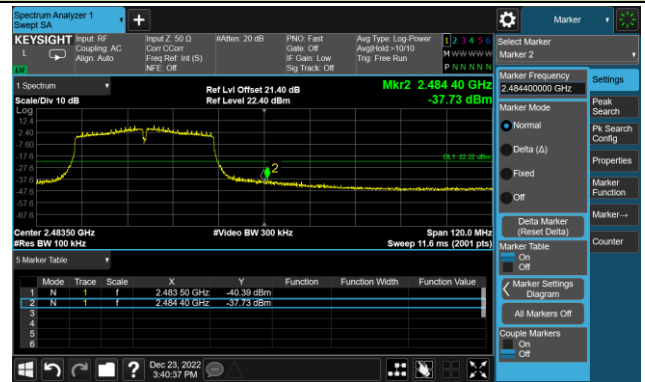 Spectrum Analyzer 1
Swept SA
Marker
KEYSIGHT Input: RF Input Z: 50 Ω #Atten: 20 dB PNO: Fast Avg Type: Log-Power 1 2 3 4 5 6
L Coupling: AC Corr CCorr Gate: Off Avg|Hold:>10/10 M W W W W W
Align: Auto Freq Ref: Int (S) IF Gain: Low Trig: Free Run
NFE: Off Sig Track: Off P N N N N N
LW
Select Marker
Marker 2
1 Spectrum
Ref Lvl Offset 21.40 dB Mkr2 2.484 40 GHz
Scale/Div 10 dB Ref Level 22.40 dBm -37.73 dBm
Log
12.4
2.40
-7.60
-17.6
DL1 -22.22 dBm
-27.6
2
-37.6
-47.6
-57.6
-67.6
Center 2.48350 GHz #Video BW 300 kHz Span 120.0 MHz
#Res BW 100 kHz Sweep 11.6 ms (2001 pts)
5 Marker Table
Mode Trace Scale X Y Function Function Width Function Value
1 N 1 f 2.483 50 GHz -40.39 dBm
2 N 1 f 2.484 40 GHz -37.73 dBm
3
4
5
6
Marker Frequency
2.484400000 GHz
Marker Mode
Normal
Delta (Δ)
Fixed
Off
Delta Marker
(Reset Delta)
Marker Table
On
Off
Marker Settings
Diagram
All Markers Off
Couple Markers
On
Off
Settings
Peak
Search
Pk Search
Config
Properties
Marker
Function
Marker→
Counter
?
Dec 23, 2022
3:40:37 PM